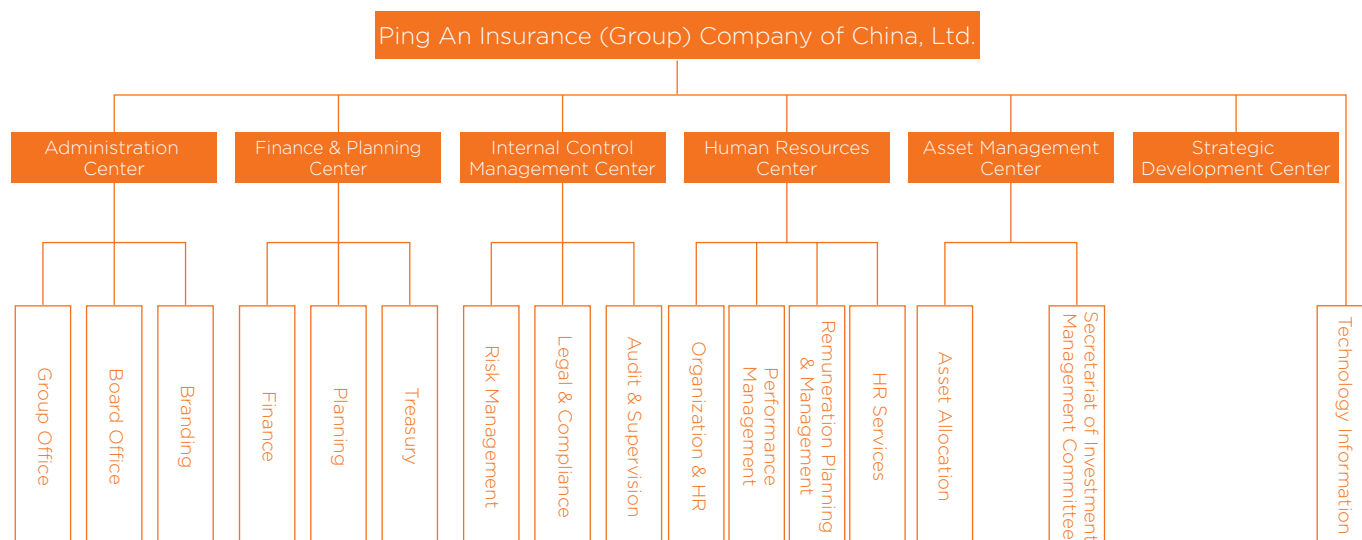 Ping An Insurance (Group) Company of China, Ltd.
Administration
Center
Finance & Planning
Center
Internal Control
Management Center
Human Resources
Center
Asset Management
Center
Strategic
Development Center
Group Office
Board Office
Branding
Finance
Planning
Treasury
Risk Management
Legal & Compliance
Audit & Supervision
Organization & HR
Performance
Management
Remuneration Planning
& Management
HR Services
Asset Allocation
Secretariat of Investment
Management Committee
Technology Information